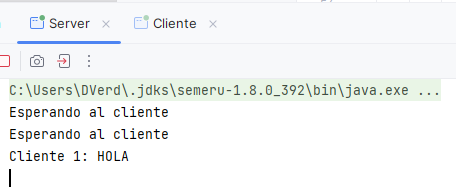 Server
Cliente
C:\Users\DVerd\.jdks\semeru-1.8.0_392\bin\java.exe ...
Esperando al cliente
Esperando al cliente
Cliente 1: HOLA